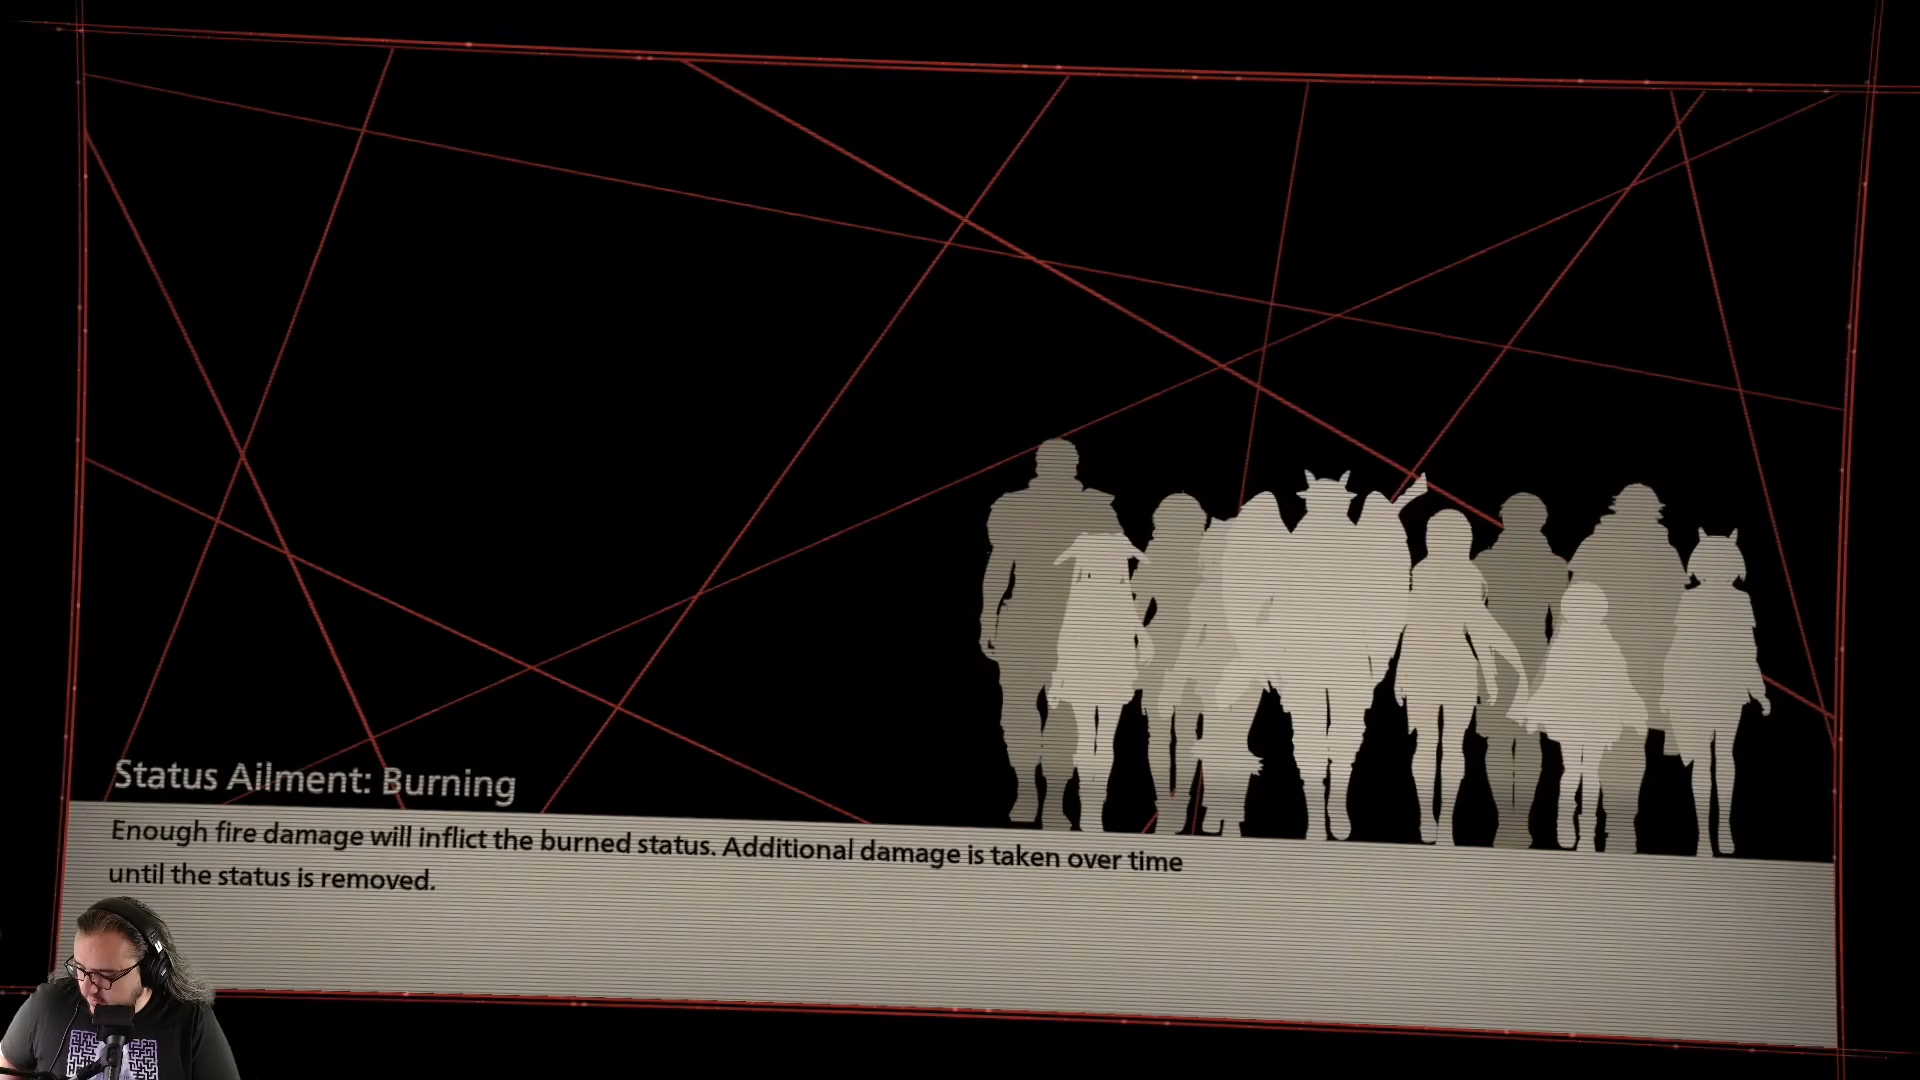 Status Ailment: Burning
Enough fire damage will inflict the burned status. Additional damage is taken over time
until the status is removed.